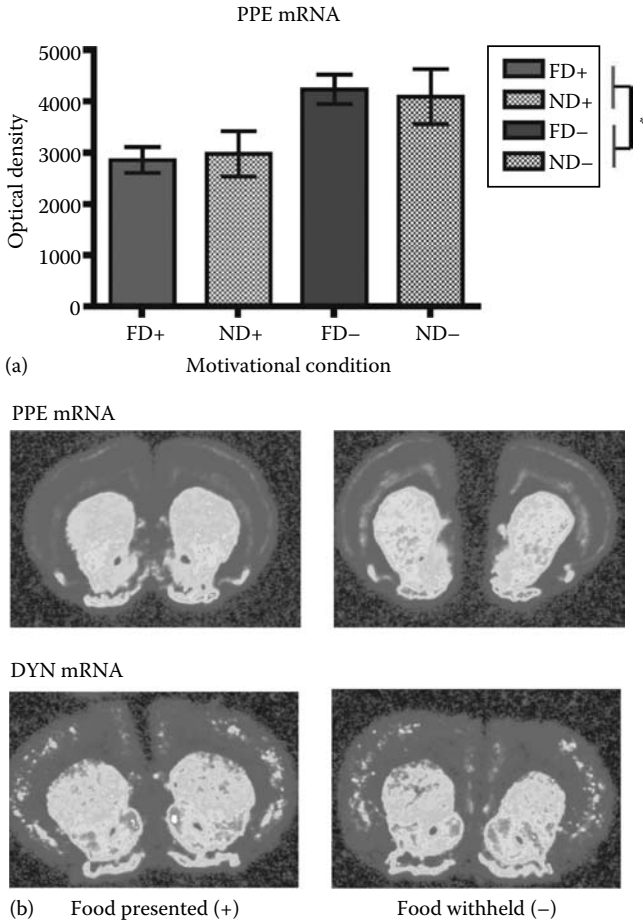 PPE mRNA
5000
4000
3000
2000
1000
0
Optical density
FD+
ND+
FD−
ND−
Motivational condition
FD+
ND+
FD−
ND−
*
(a)
PPE mRNA
DYN mRNA
(b) Food presented (+) Food withheld (−)